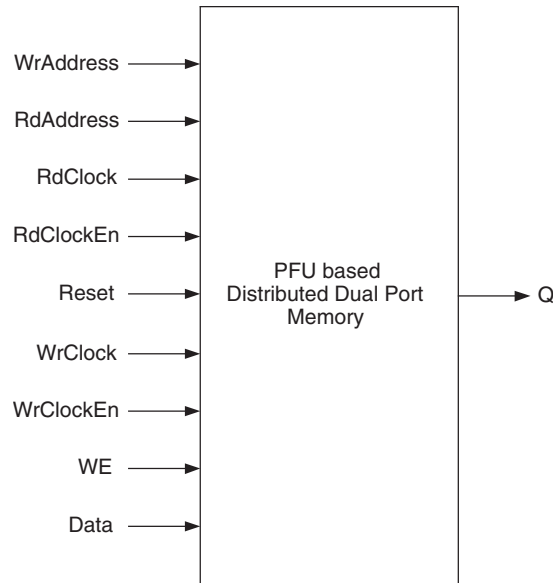 WrAddress
RdAddress
RdClock
RdClockEn
Reset
WrClock
WrClockEn
WE
Data
PFU based
Distributed Dual Port
Memory
Q